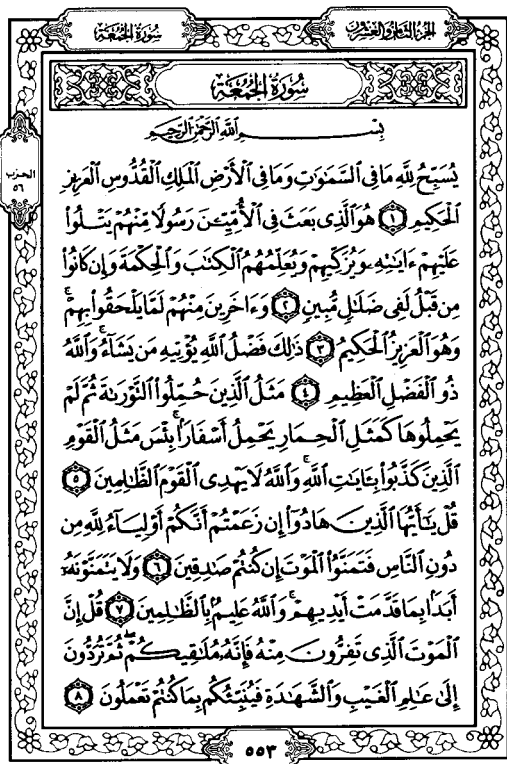 الجزء الثامن والعشرون
سورة الجمعة
سُورَةُ الجُمُعَةِ
بِسْمِ اللَّهِ الرَّحْمَٰنِ الرَّحِيمِ
الحزب
٥٦
يُسَبِّحُ لِلَّهِ مَا فِى السَّمَٰوَٰتِ وَمَا فِى الْأَرْضِ الْمَلِكِ الْقُدُّوسِ الْعَزِيزِ
الْحَكِيمِ ١ هُوَ الَّذِى بَعَثَ فِى الْأُمِّيِّـۧنَ رَسُولًا مِّنْهُمْ يَتْلُوا۟
عَلَيْهِمْ ءَايَٰتِهِۦ وَيُزَكِّيهِمْ وَيُعَلِّمُهُمُ الْكِتَٰبَ وَالْحِكْمَةَ وَإِن كَانُوا۟
مِن قَبْلُ لَفِى ضَلَٰلٍ مُّبِينٍ ٢ وَءَاخَرِينَ مِنْهُمْ لَمَّا يَلْحَقُوا۟ بِهِمْ ۚ
وَهُوَ الْعَزِيزُ الْحَكِيمُ ٣ ذَٰلِكَ فَضْلُ اللَّهِ يُؤْتِيهِ مَن يَشَآءُ ۚ وَاللَّهُ
ذُو الْفَضْلِ الْعَظِيمِ ٤ مَثَلُ الَّذِينَ حُمِّلُوا۟ التَّوْرَىٰةَ ثُمَّ لَمْ
يَحْمِلُوهَا كَمَثَلِ الْحِمَارِ يَحْمِلُ أَسْفَارًۢا ۚ بِئْسَ مَثَلُ الْقَوْمِ
الَّذِينَ كَذَّبُوا۟ بِـَٔايَٰتِ اللَّهِ ۚ وَاللَّهُ لَا يَهْدِى الْقَوْمَ الظَّٰلِمِينَ ٥
قُلْ يَٰٓأَيُّهَا الَّذِينَ هَادُوٓا۟ إِن زَعَمْتُمْ أَنَّكُمْ أَوْلِيَآءُ لِلَّهِ مِن
دُونِ النَّاسِ فَتَمَنَّوُا۟ الْمَوْتَ إِن كُنتُمْ صَٰدِقِينَ ٦ وَلَا يَتَمَنَّوْنَهُۥٓ
أَبَدًۢا بِمَا قَدَّمَتْ أَيْدِيهِمْ ۚ وَاللَّهُ عَلِيمٌۢ بِالظَّٰلِمِينَ ٧ قُلْ إِنَّ
الْمَوْتَ الَّذِى تَفِرُّونَ مِنْهُ فَإِنَّهُۥ مُلَٰقِيكُمْ ۖ ثُمَّ تُرَدُّونَ
إِلَىٰ عَٰلِمِ الْغَيْبِ وَالشَّهَٰدَةِ فَيُنَبِّئُكُم بِمَا كُنتُمْ تَعْمَلُونَ ٨
٥٥٣